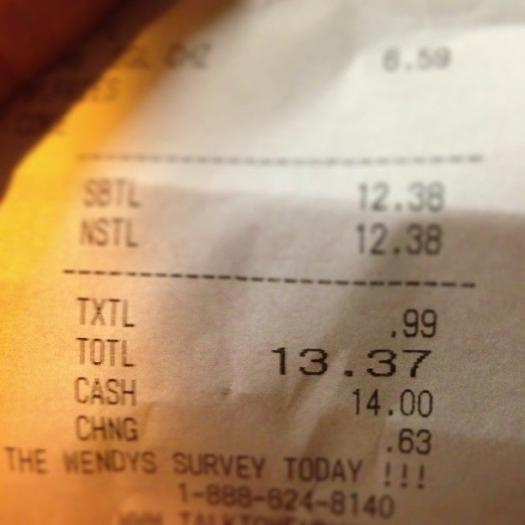 6.59
SBTL 12.38
NSTL 12.38
TXTL .99
TOTL 13.37
CASH 14.00
CHNG .63
THE WENDYS SURVEY TODAY !!!
1-888-624-8140